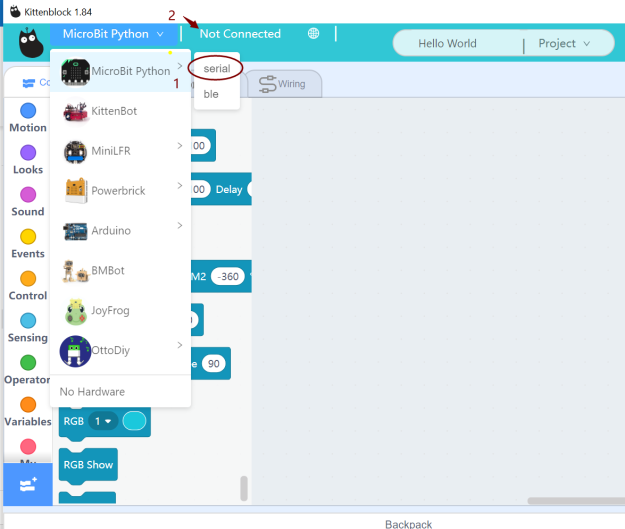 Kittenblock 1.84
2
MicroBit Python
Not Connected
Hello World
Project
MicroBit Python
1
serial
ble
Wiring
Co
KittenBot
MiniLFR
00
Powerbrick
00 Delay
Arduino
BMBot
M2 -360
JoyFrog
OttoDiy
e 90
No Hardware
Motion
Looks
Sound
Events
Control
Sensing
Operator
Variables
My
RGB 1
RGB Show
Backpack